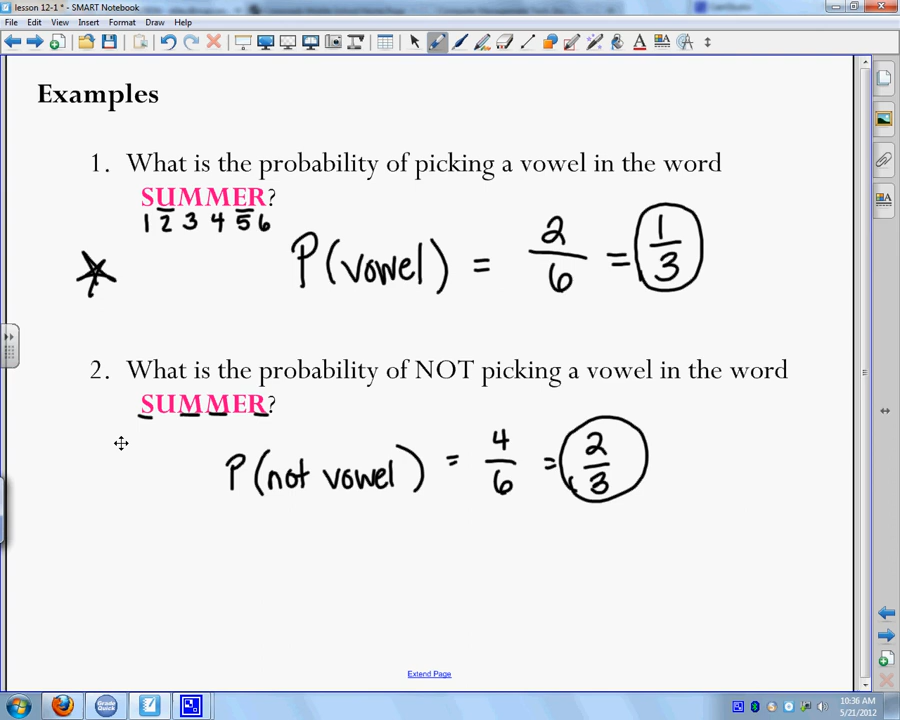 lesson 12-1 * - SMART Notebook
File Edit View Insert Format Draw Help
Examples
1. What is the probability of picking a vowel in the word
SUMMER?
1 2 3 4 5 6
P(vowel) = 2/6 = 1/3
2. What is the probability of NOT picking a vowel in the word
SUMMER?
P(not vowel) = 4/6 = 2/3
Extend Page
10:36 AM
5/21/2012